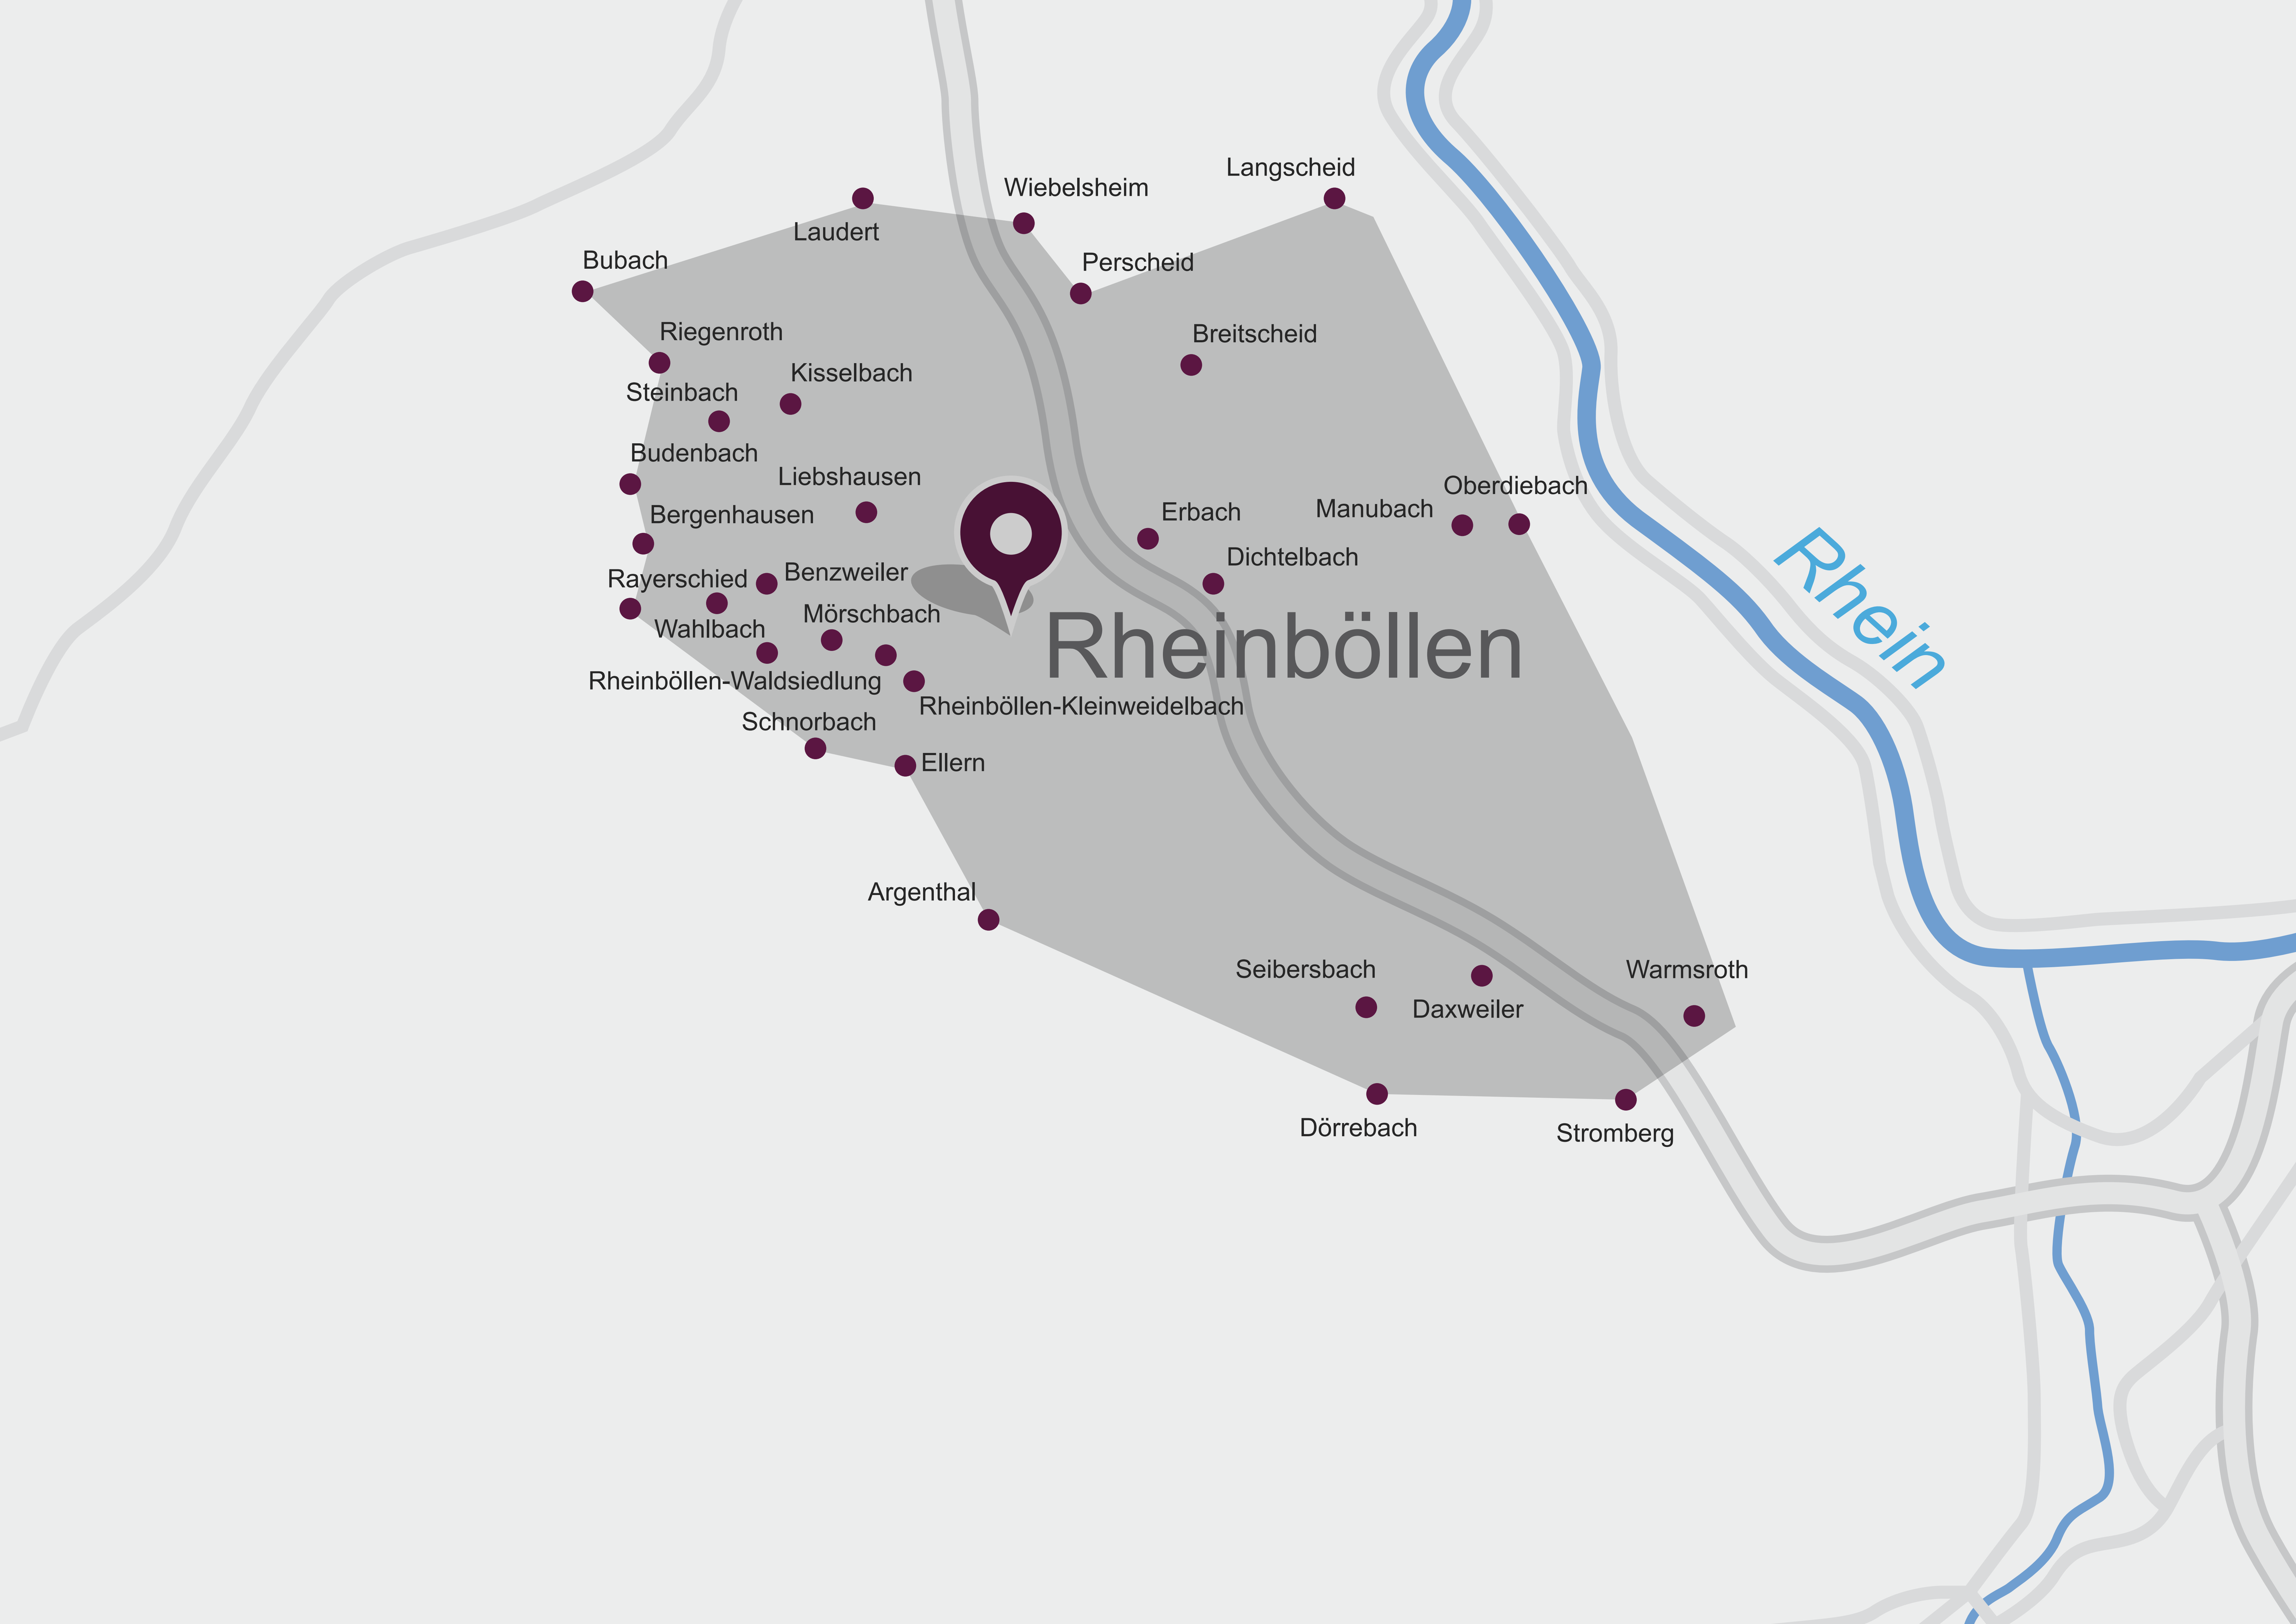 Langscheid
Wiebelsheim
Laudert
Bubach
Perscheid
Riegenroth
Breitscheid
Kisselbach
Steinbach
Budenbach
Liebshausen
Oberdiebach
Manubach
Erbach
Bergenhausen
Dichtelbach
Benzweiler
Rayerschied
Rhein
Mörschbach
Wahlbach
Rheinböllen
Rheinböllen-Waldsiedlung
Rheinböllen-Kleinweidelbach
Schnorbach
Ellern
Argenthal
Seibersbach
Warmsroth
Daxweiler
Dörrebach
Stromberg